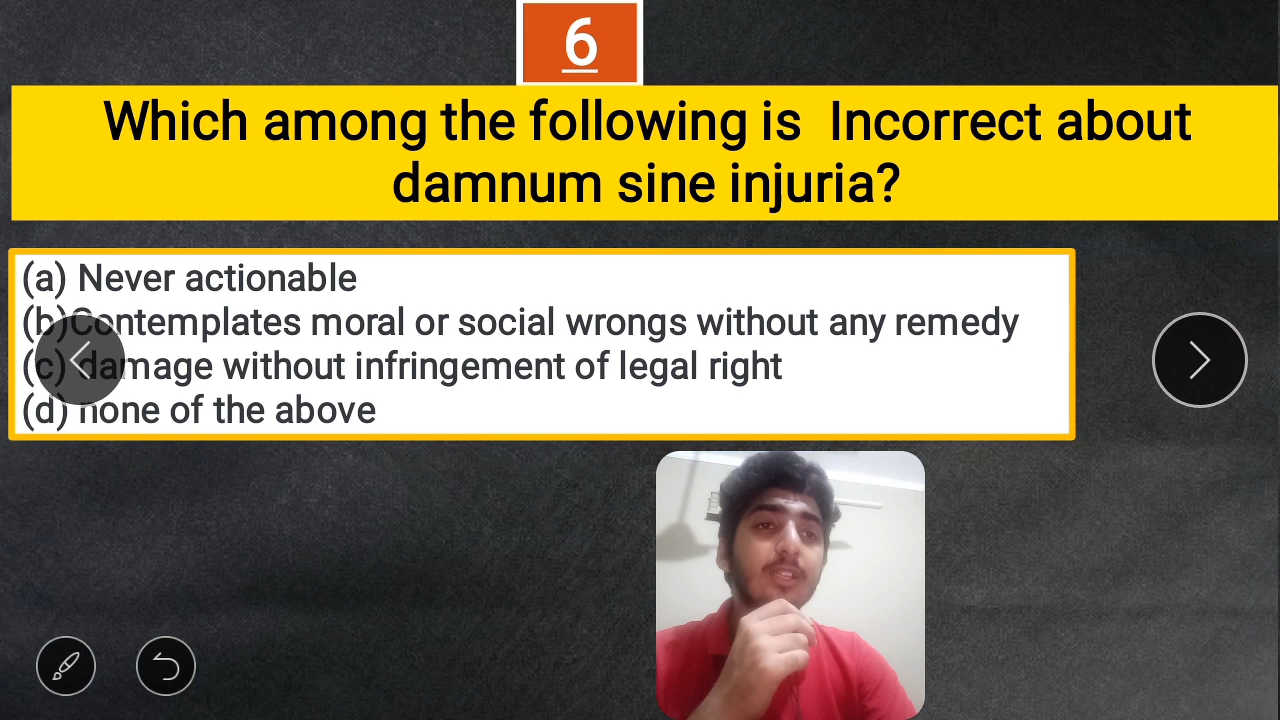 6
Which among the following is Incorrect about
damnum sine injuria?
(a) Never actionable
(b)Contemplates moral or social wrongs without any remedy
(c) damage without infringement of legal right
(d) none of the above